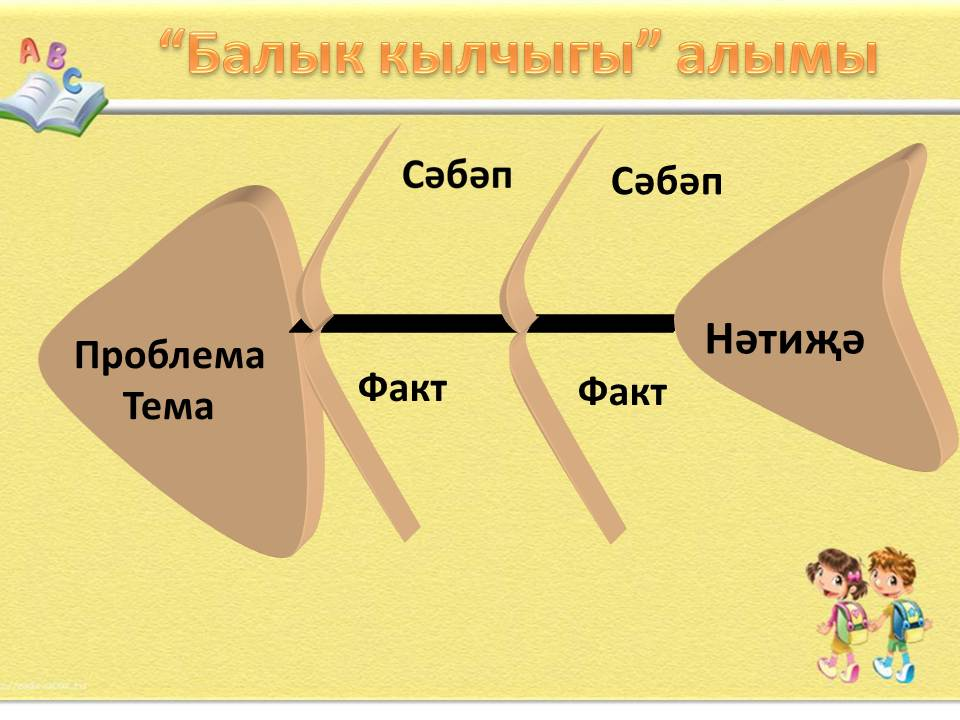 “Балык кылчыгы” алымы
A B C
Сәбәп
Сәбәп
Проблема
Тема
Факт
Факт
Нәтиҗә